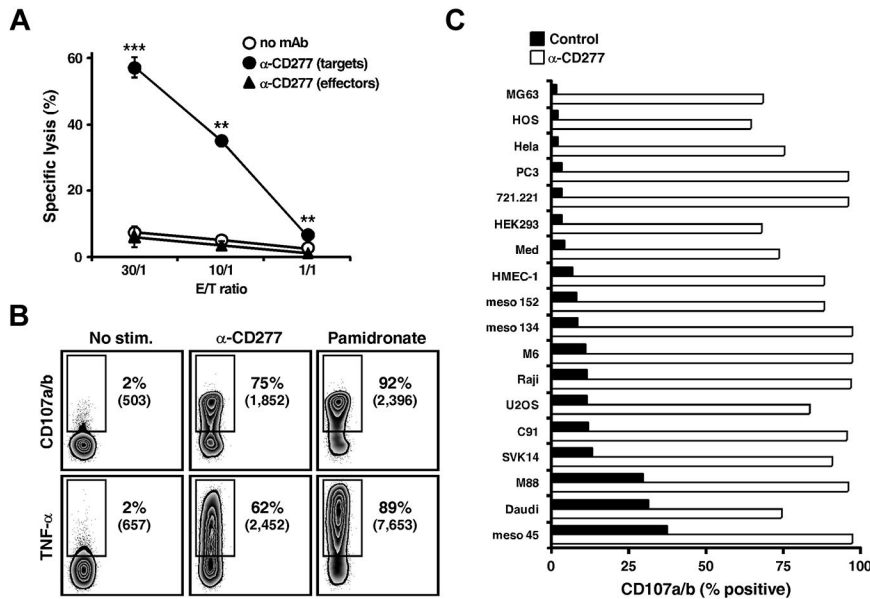 A
no mAb
α-CD277 (targets)
α-CD277 (effectors)
Specific lysis (%)
60
40
20
0
***
**
**
30/1
10/1
1/1
E/T ratio
B
No stim.
α-CD277
Pamidronate
CD107a/b
2%
(503)
75%
(1,852)
92%
(2,396)
TNF-α
2%
(657)
62%
(2,452)
89%
(7,653)
C
Control
α-CD277
MG63
HOS
Hela
PC3
721.221
HEK293
Med
HMEC-1
meso 152
meso 134
M6
Raji
U2OS
C91
SVK14
M88
Daudi
meso 45
0
25
50
75
100
CD107a/b (% positive)